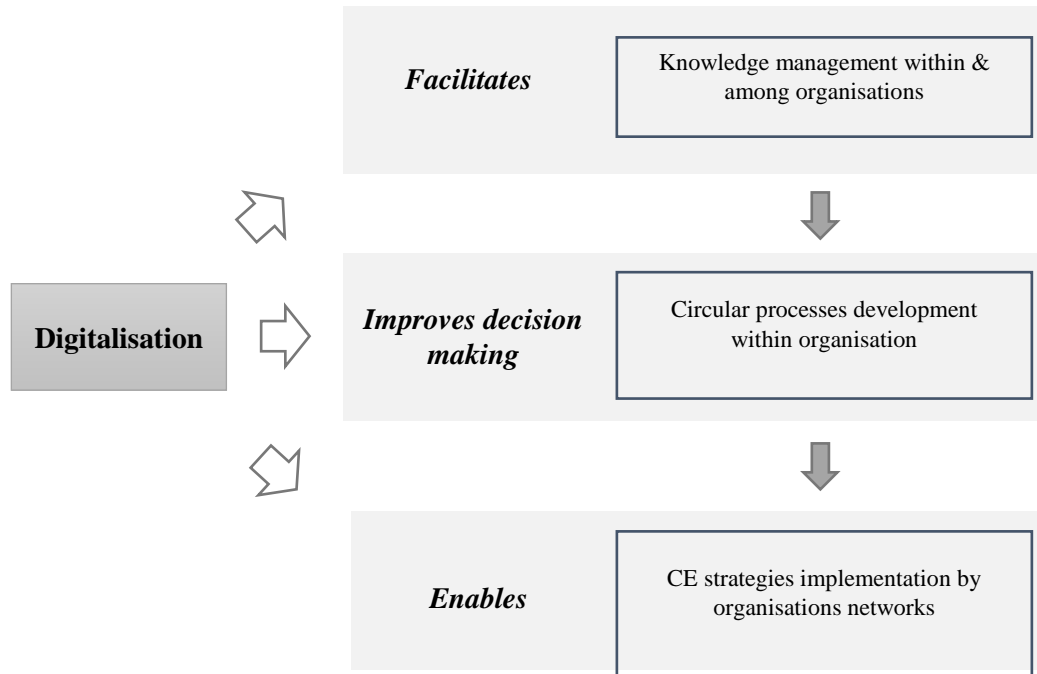 Facilitates
Knowledge management within &
among organisations
Digitalisation
Improves decision
making
Circular processes development
within organisation
Enables
CE strategies implementation by
organisations networks